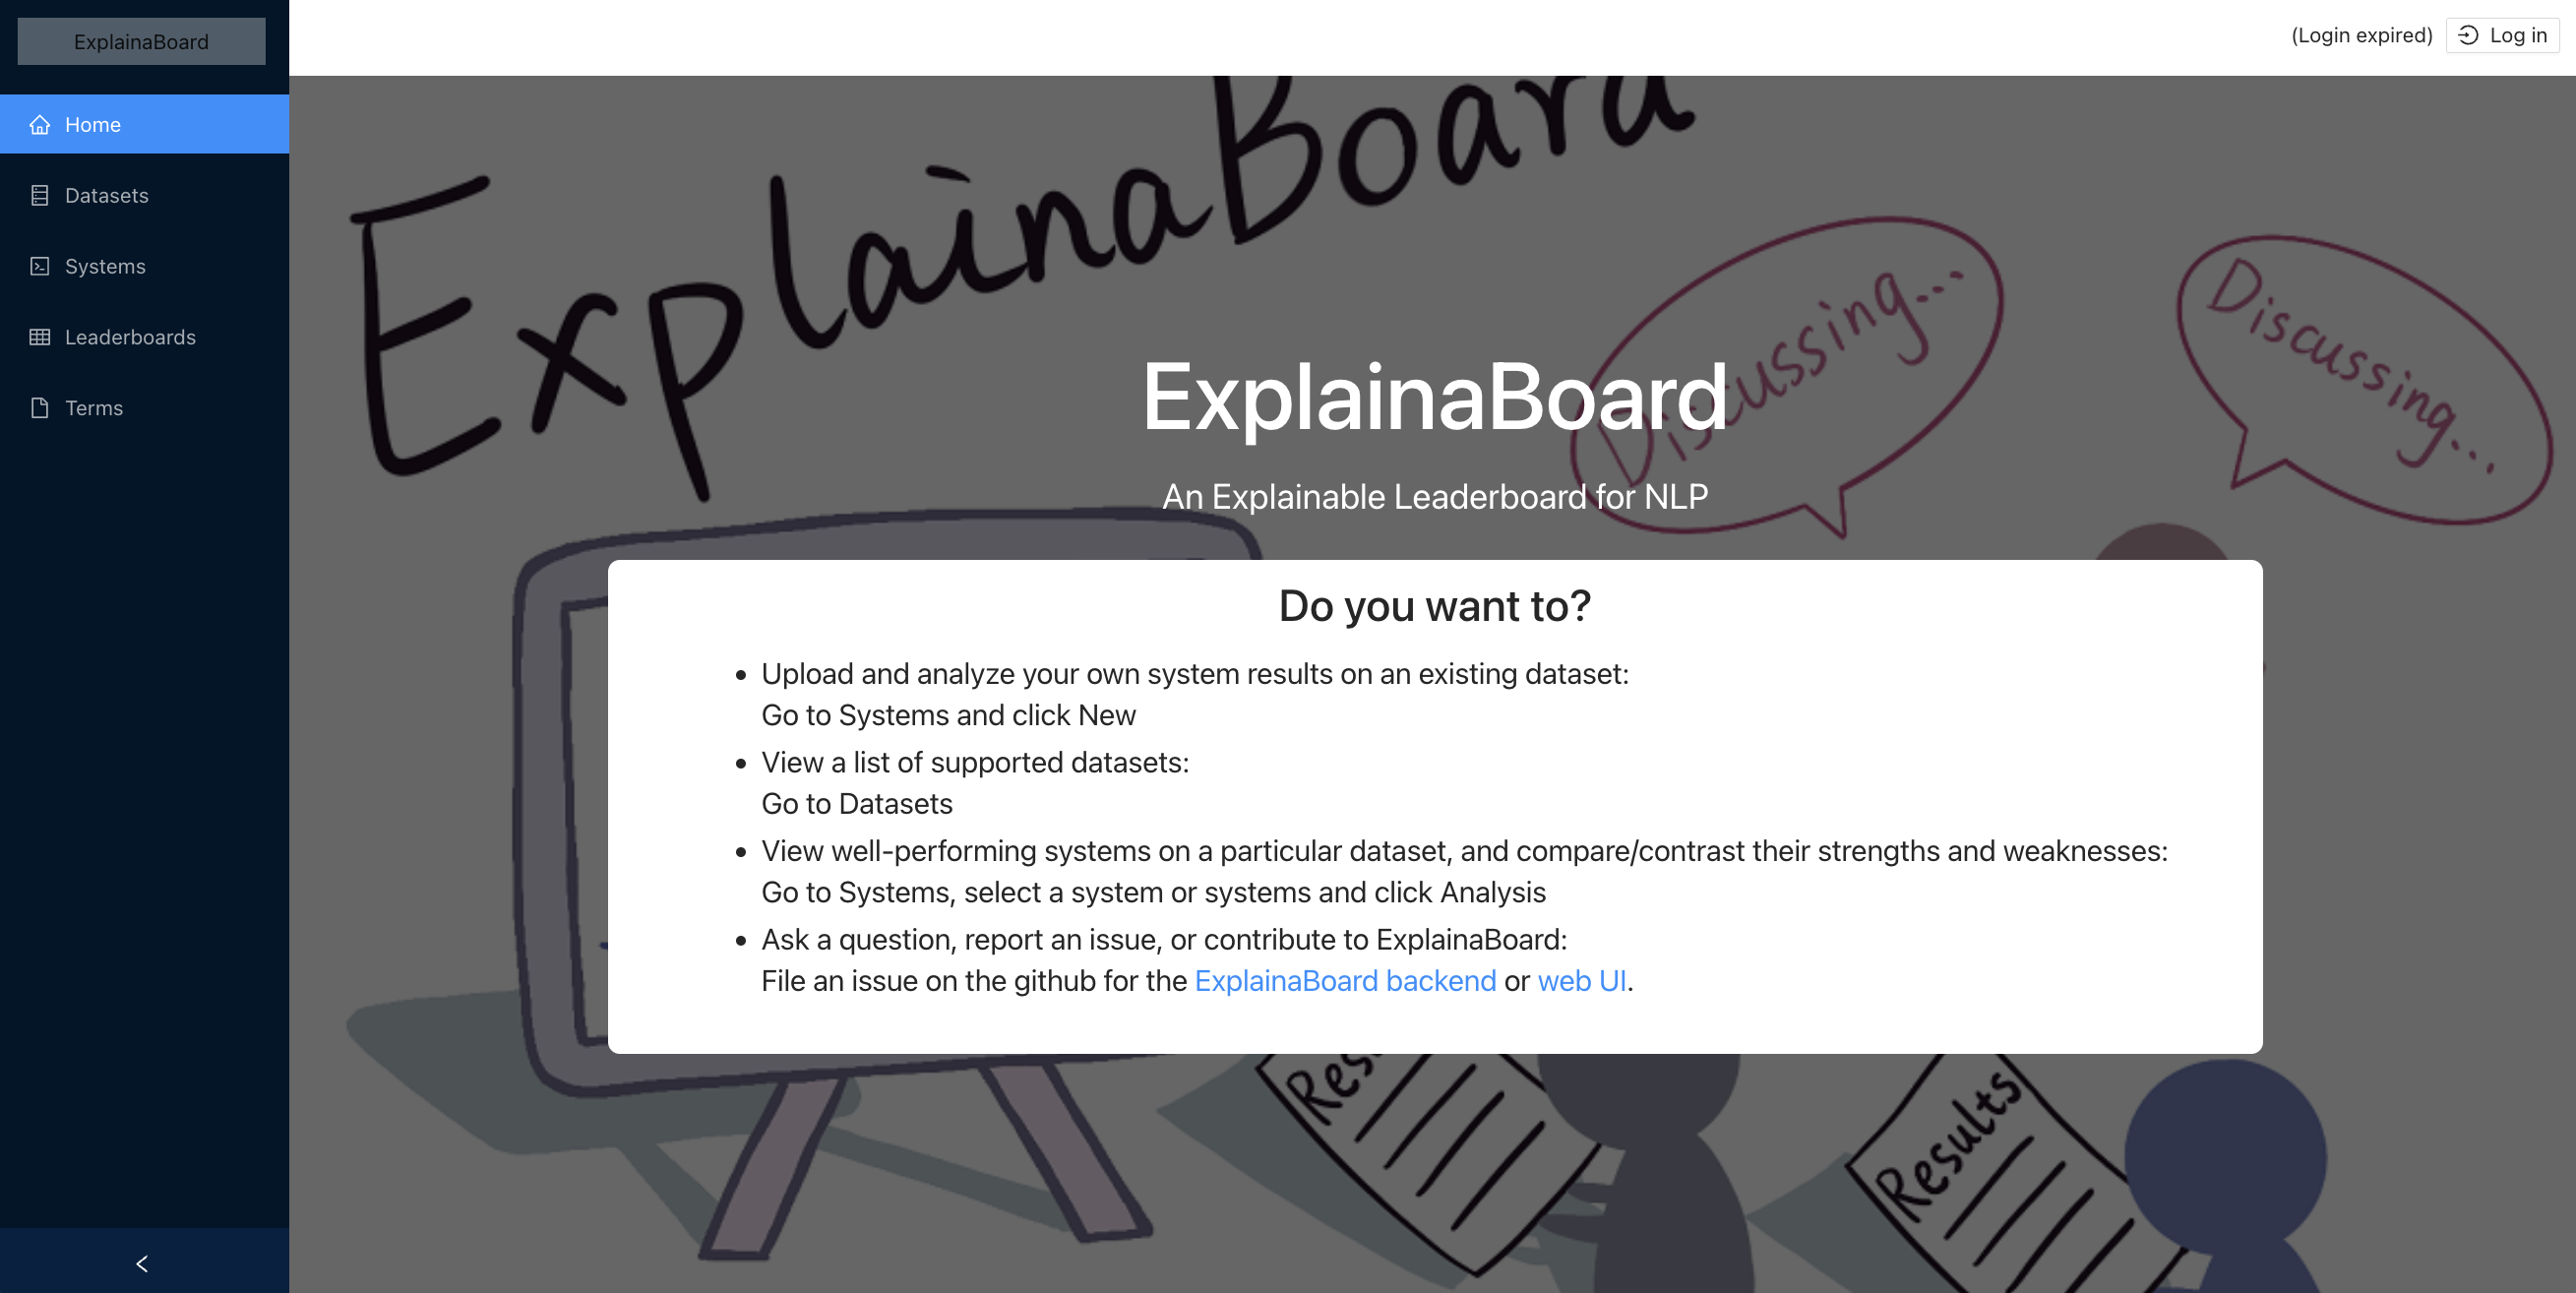 ExplainaBoard
(Login expired)
Log in
Home
Datasets
Systems
Leaderboards
Terms
ExplainaBoard
Discussing...
Discussing...
ExplainaBoard
An Explainable Leaderboard for NLP
Do you want to?
• Upload and analyze your own system results on an existing dataset:
Go to Systems and click New
• View a list of supported datasets:
Go to Datasets
• View well-performing systems on a particular dataset, and compare/contrast their strengths and weaknesses:
Go to Systems, select a system or systems and click Analysis
• Ask a question, report an issue, or contribute to ExplainaBoard:
File an issue on the github for the ExplainaBoard backend or web UI.
Res
Results